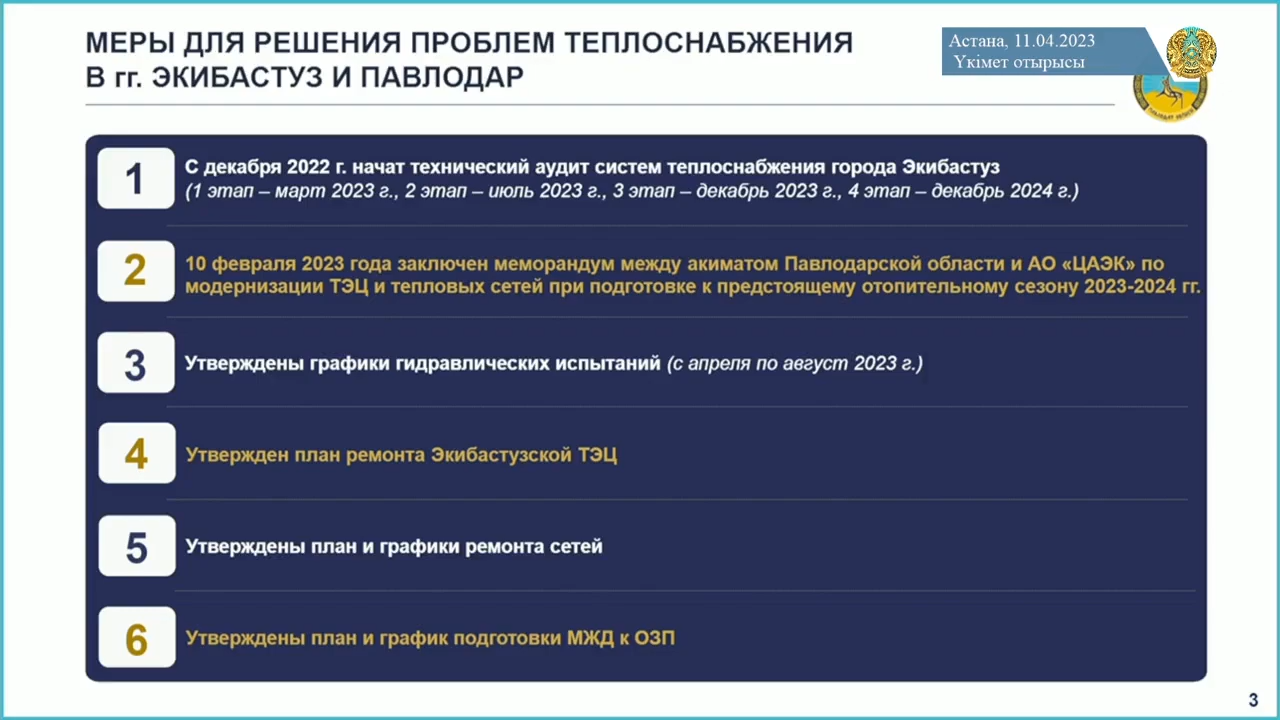 МЕРЫ ДЛЯ РЕШЕНИЯ ПРОБЛЕМ ТЕПЛОСНАБЖЕНИЯ
В гг. ЭКИБАСТУЗ И ПАВЛОДАР
Астана, 11.04.2023
Үкімет отырысы
1
С декабря 2022 г. начат технический аудит систем теплоснабжения города Экибастуз
(1 этап – март 2023 г., 2 этап – июль 2023 г., 3 этап – декабрь 2023 г., 4 этап – декабрь 2024 г.)
2
10 февраля 2023 года заключен меморандум между акиматом Павлодарской области и АО «ЦАЭК» по
модернизации ТЭЦ и тепловых сетей при подготовке к предстоящему отопительному сезону 2023-2024 гг.
3
Утверждены графики гидравлических испытаний (с апреля по август 2023 г.)
4
Утвержден план ремонта Экибастузской ТЭЦ
5
Утверждены план и графики ремонта сетей
6
Утверждены план и график подготовки МЖД к ОЗП
3